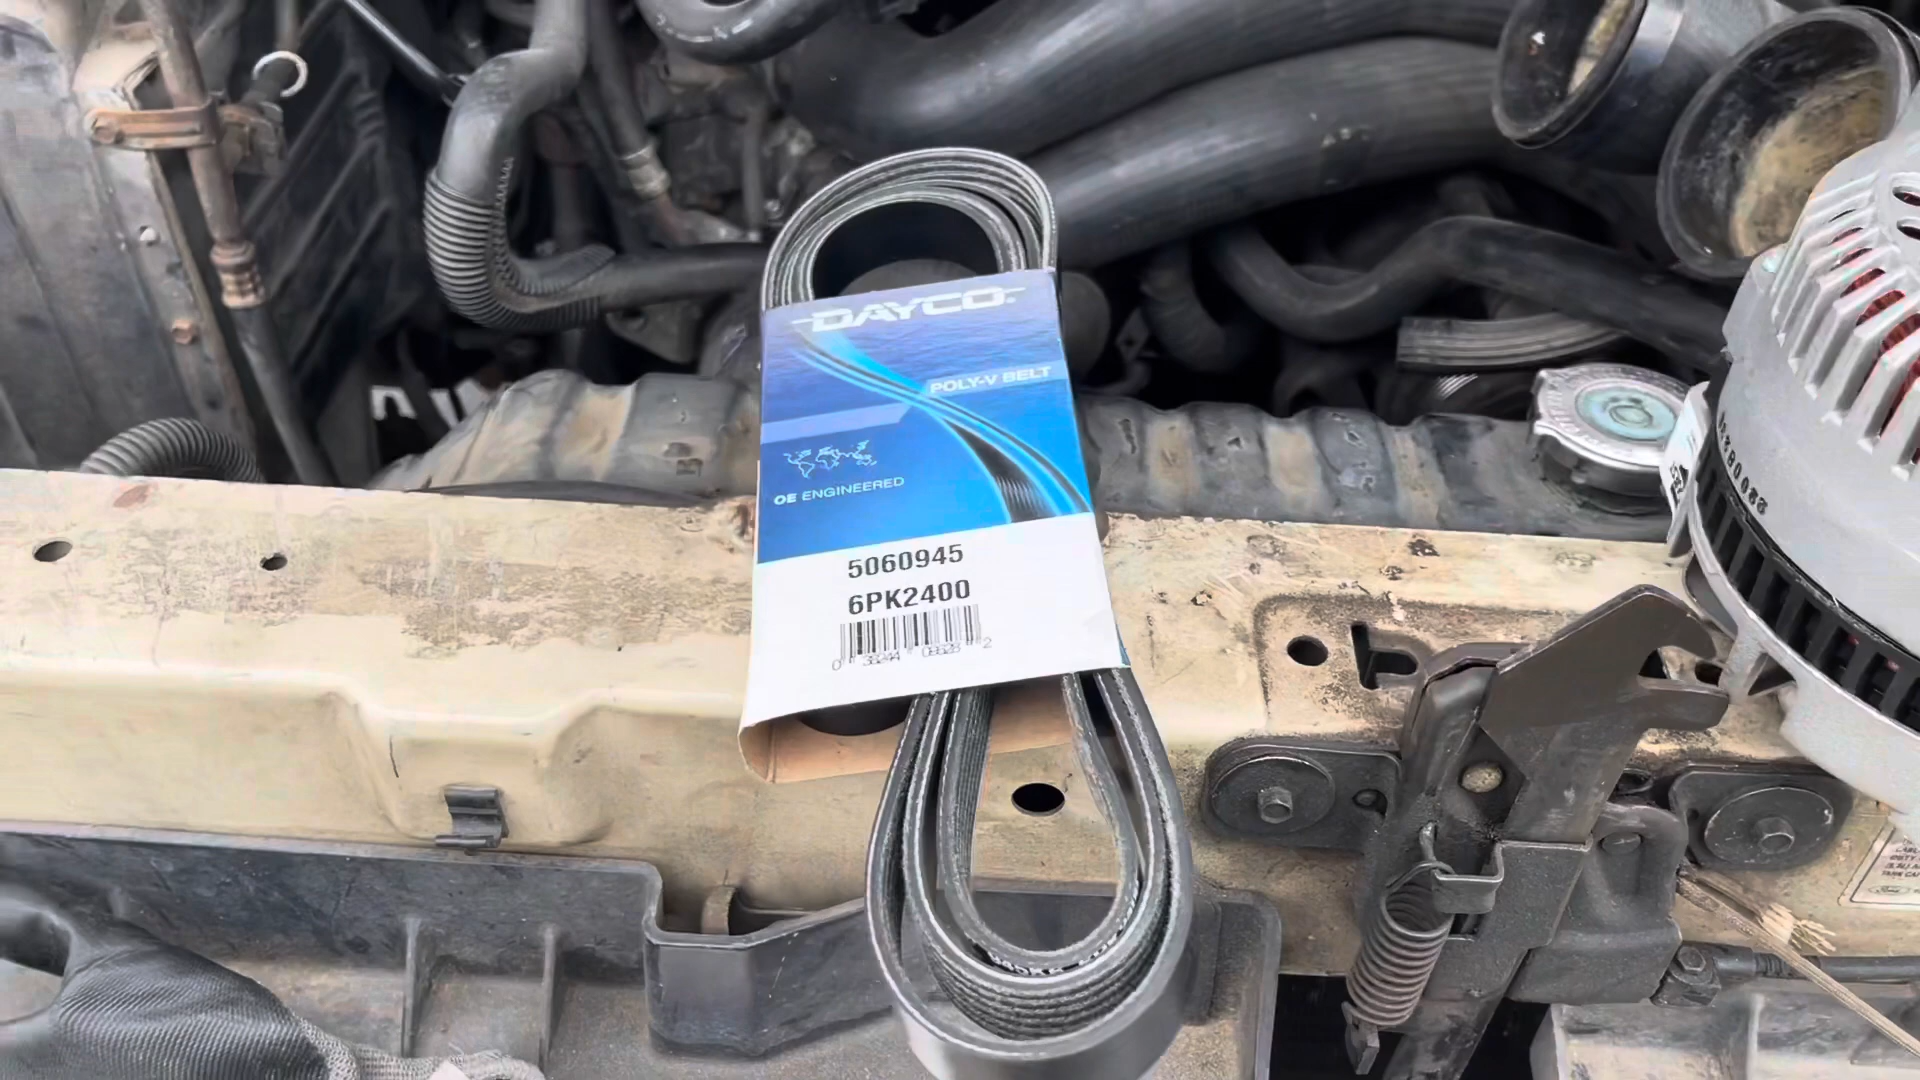 DAYCO
POLY-V BELT
OE ENGINEERED
5060945
6PK2400